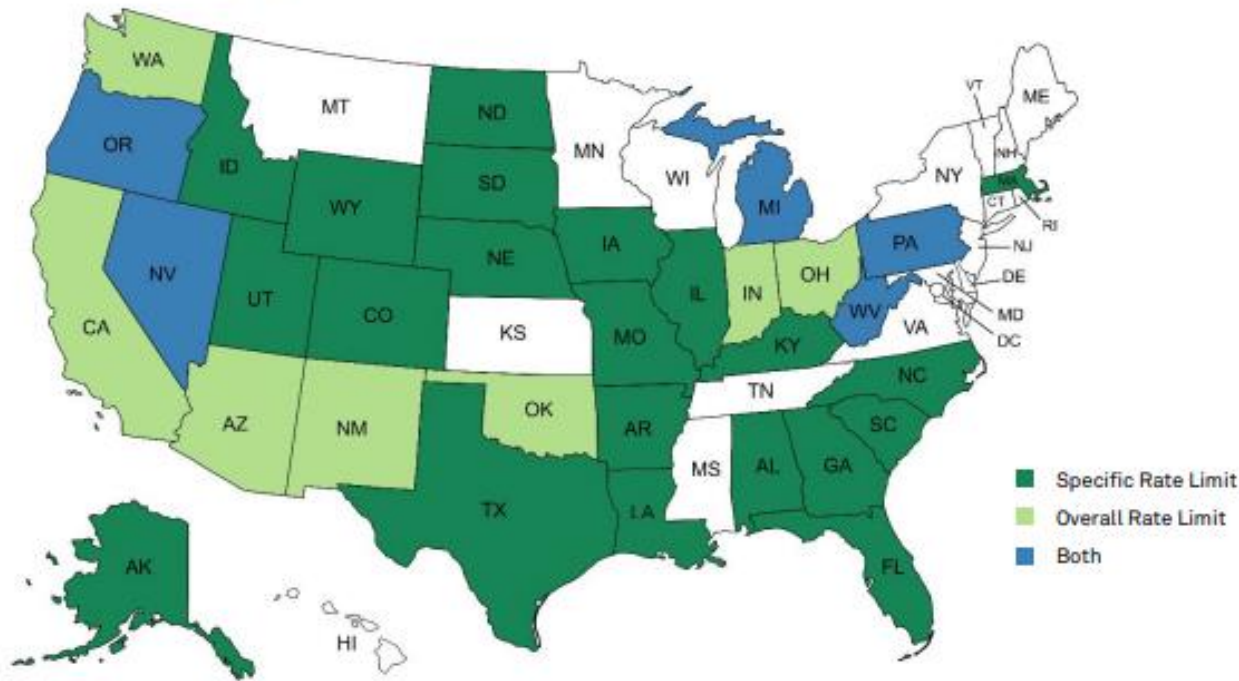 WA
MT
ND
MN
VT
ME
OR
ID
SD
WI
NY
NH
MA
WY
MI
CT
RI
IA
NE
PA
NJ
NV
OH
IN
IL
DE
UT
CO
WV
MD
CA
KS
MO
VA
DC
KY
NC
TN
OK
AZ
NM
AR
SC
MS
AL
GA
Specific Rate Limit
TX
LA
Overall Rate Limit
Both
AK
FL
HI